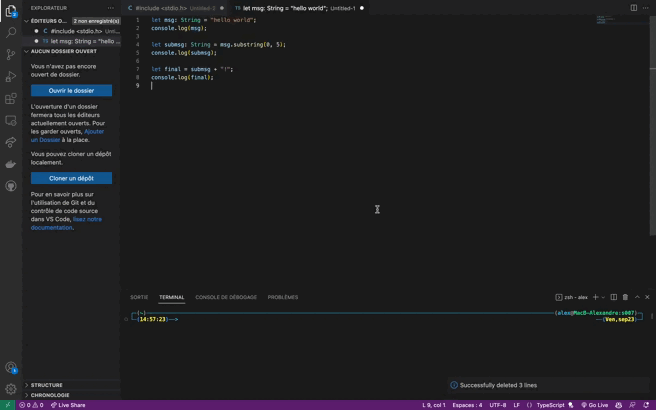 EXPLORATEUR
ÉDITEURS O... 2 non enregistré(s)
C #include <stdio.h> Unti...
let msg: String = "hello ...
AUCUN DOSSIER OUVERT
Vous n'avez pas encore
ouvert de dossier.
Ouvrir le dossier
L'ouverture d'un dossier
fermera tous les éditeurs
actuellement ouverts. Pour
les garder ouverts, Ajouter
un Dossier à la place.
Vous pouvez cloner un dépôt
localement.
Cloner un dépôt
Pour en savoir plus sur
l'utilisation de Git et du
contrôle de code source
dans VS Code, lisez notre
documentation.
STRUCTURE
CHRONOLOGIE
C #include <stdio.h> Untitled-3
let msg: String = "hello world"; Untitled-1
1 let msg: String = "hello world";
2 console.log(msg);
3
4 let submsg: String = msg.substring(0, 5);
5 console.log(submsg);
6
7 let final = submsg + "!";
8 console.log(final);
9
SORTIE TERMINAL CONSOLE DE DÉBOGAGE PROBLÈMES
zsh - alex
(~) (alex@MacB-Alexandre:s007)
(14:57:23)—> (Ven,sep23)
Successfully deleted 3 lines
0 0 Live Share L 9, col 1 Espaces : 4 UTF-8 LF {} TypeScript Go Live